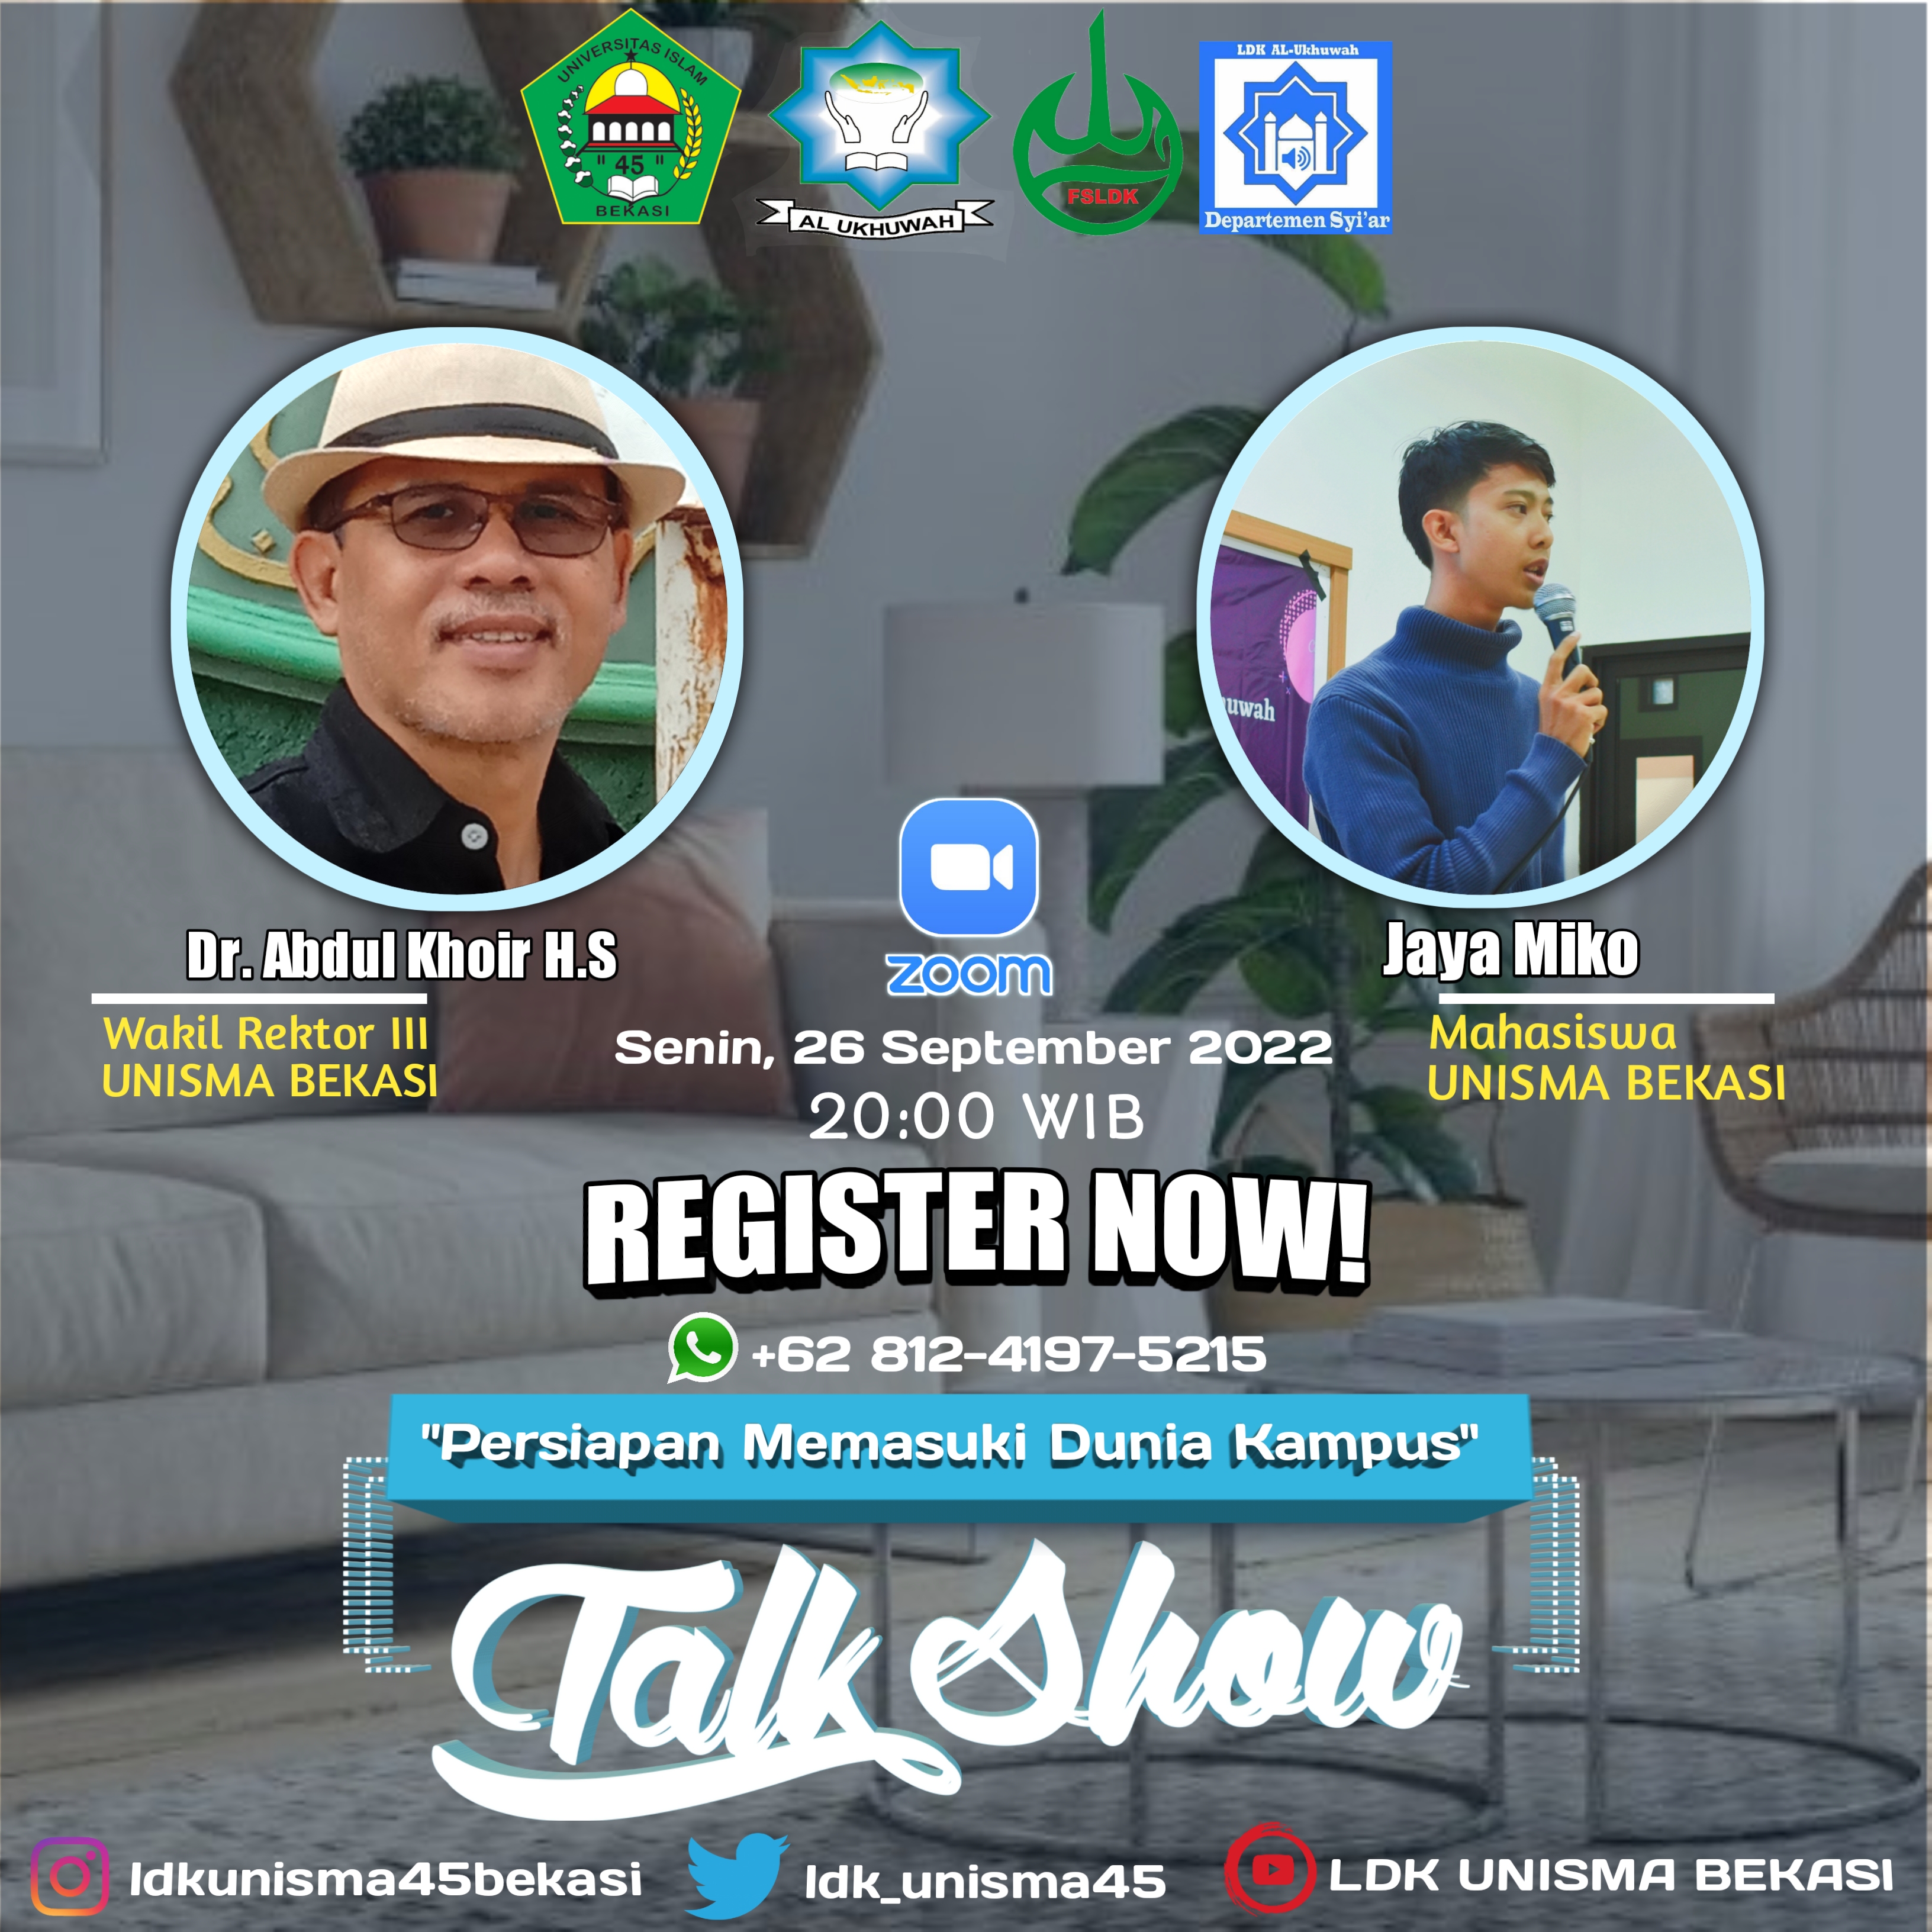 UNIVERSITAS ISLAM
" 45 "
BEKASI
AL UKHUWAH
FSLDK
LDK AL-Ukhuwah
Departemen Syi'ar
uwah
Dr. Abdul Khoir H.S
Wakil Rektor III
UNISMA BEKASI
Jaya Miko
Mahasiswa
UNISMA BEKASI
zoom
Senin, 26 September 2022
20:00 WIB
REGISTER NOW!
+62 812-4197-5215
"Persiapan Memasuki Dunia Kampus"
Talk Show
ldkunisma45bekasi
ldk_unisma45
LDK UNISMA BEKASI